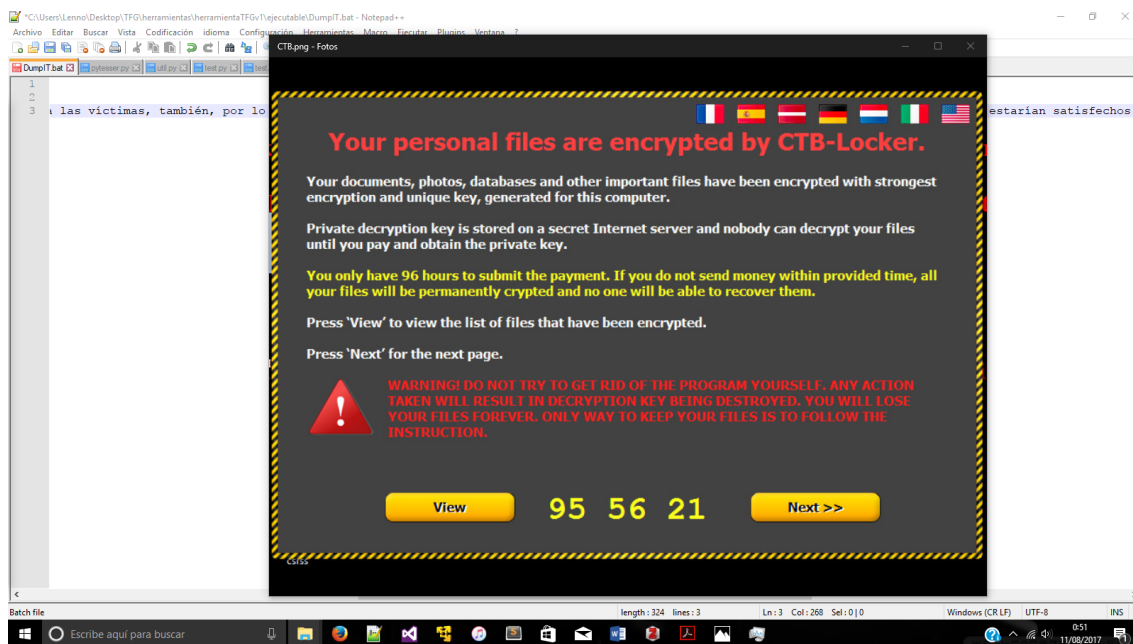 *C:\Users\Lenno\Desktop\TFG\herramientas\herramientaTFGv1\ejecutable\DumpIT.bat - Notepad++
Archivo Editar Buscar Vista Codificación idioma Configuración Herramientas Macro Ejecutar Plugins Ventana ?
CTB.png - Fotos
DumpIT.bat pytesser.py util.py test.py test
1
2
3 a las víctimas, también, por lo estarían satisfechos
Your personal files are encrypted by CTB-Locker.
Your documents, photos, databases and other important files have been encrypted with strongest
encryption and unique key, generated for this computer.
Private decryption key is stored on a secret Internet server and nobody can decrypt your files
until you pay and obtain the private key.
You only have 96 hours to submit the payment. If you do not send money within provided time, all
your files will be permanently crypted and no one will be able to recover them.
Press 'View' to view the list of files that have been encrypted.
Press 'Next' for the next page.
WARNING! DO NOT TRY TO GET RID OF THE PROGRAM YOURSELF. ANY ACTION
TAKEN WILL RESULT IN DECRYPTION KEY BEING DESTROYED. YOU WILL LOSE
YOUR FILES FOREVER. ONLY WAY TO KEEP YOUR FILES IS TO FOLLOW THE
INSTRUCTION.
View 95 56 21 Next >>
csrss
Batch file length : 324 lines : 3 Ln : 3 Col : 268 Sel : 0 | 0 Windows (CR LF) UTF-8 INS
Escribe aquí para buscar
0:51
11/08/2017